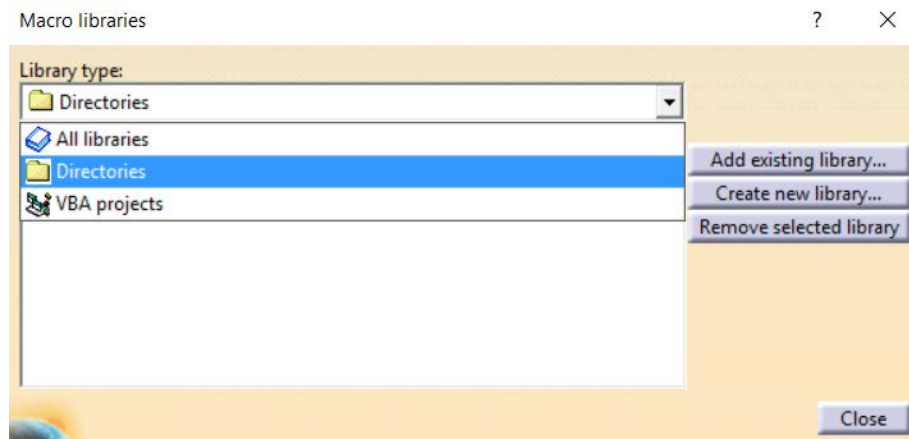 Macro libraries
?
Library type:
Directories
All libraries
Directories
VBA projects
Add existing library...
Create new library...
Remove selected library
Close